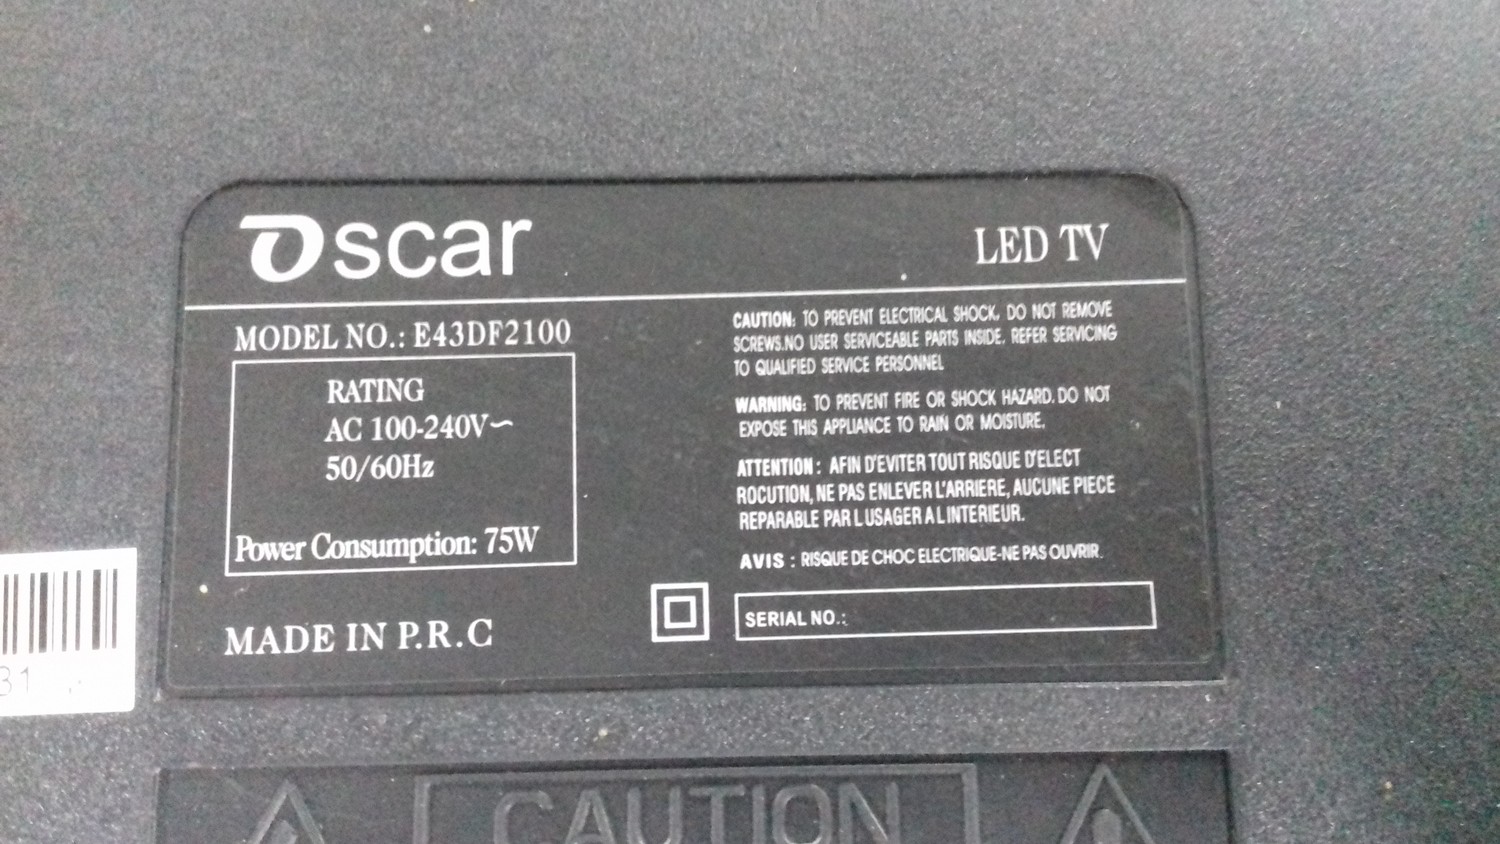 Oscar
LED TV
MODEL NO.: E43DF2100
RATING
AC 100-240V~
50/60Hz
Power Consumption: 75W
MADE IN P.R.C
CAUTION: TO PREVENT ELECTRICAL SHOCK, DO NOT REMOVE
SCREWS.NO USER SERVICEABLE PARTS INSIDE. REFER SERVICING
TO QUALIFIED SERVICE PERSONNEL
WARNING: TO PREVENT FIRE OR SHOCK HAZARD, DO NOT
EXPOSE THIS APPLIANCE TO RAIN OR MOISTURE.
ATTENTION : AFIN D'EVITER TOUT RISQUE D'ELECT
ROCUTION, NE PAS ENLEVER L'ARRIERE, AUCUNE PIECE
REPARABLE PAR L USAGER A L INTERIEUR.
AVIS : RISQUE DE CHOC ELECTRIQUE-NE PAS OUVRIR.
SERIAL NO.:
31
CAUTION